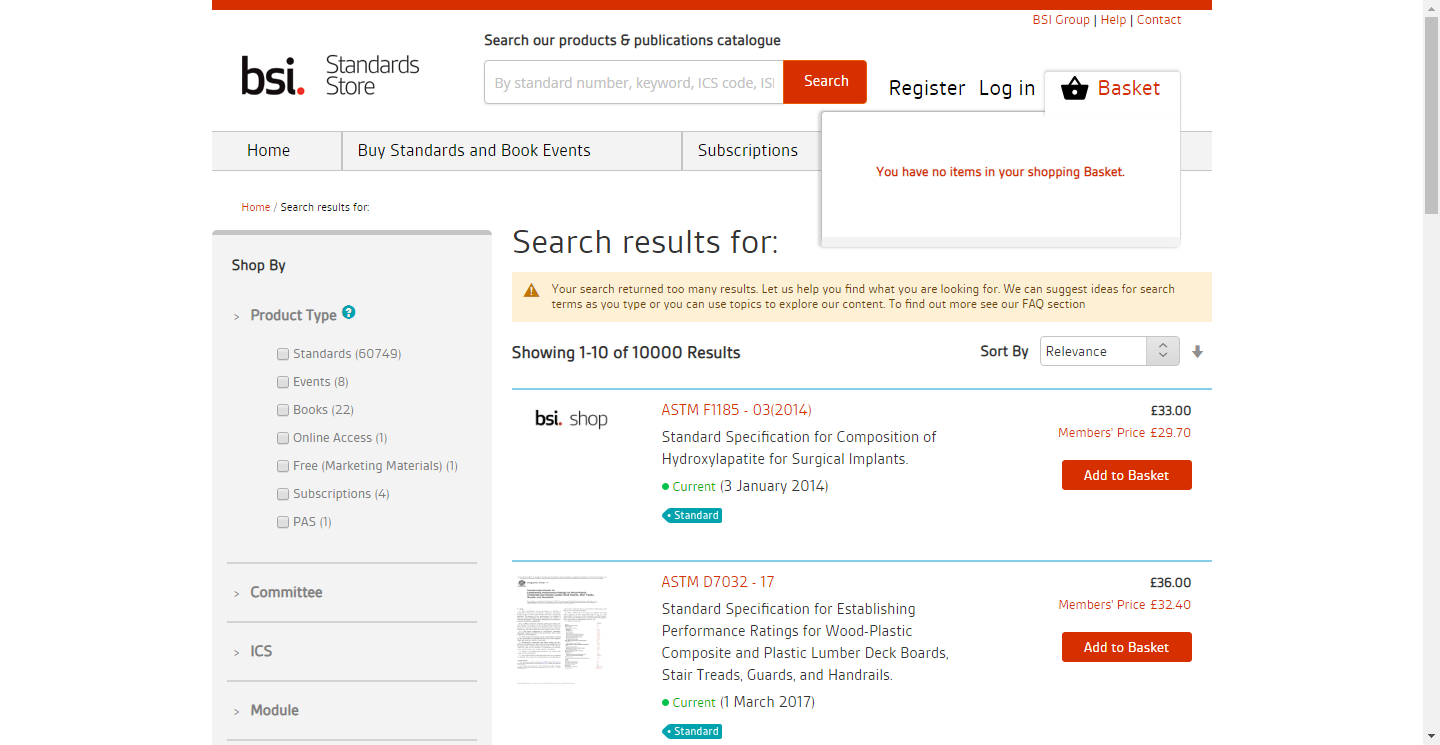 BSI Group | Help | Contact
Search our products & publications catalogue
bsi. Standards Store
By standard number, keyword, ICS code, ISI
Search
Register
Log in
Basket
Home
Buy Standards and Book Events
Subscriptions
You have no items in your shopping Basket.
Home / Search results for:
Shop By
> Product Type ?
Standards (60749)
Events (8)
Books (22)
Online Access (1)
Free (Marketing Materials) (1)
Subscriptions (4)
PAS (1)
> Committee
> ICS
> Module
Search results for:
Your search returned too many results. Let us help you find what you are looking for. We can suggest ideas for search
terms as you type or you can use topics to explore our content. To find out more see our FAQ section
Showing 1-10 of 10000 Results
Sort By
Relevance
bsi. shop
ASTM F1185 - 03(2014)
Standard Specification for Composition of
Hydroxylapatite for Surgical Implants.
Current (3 January 2014)
Standard
£33.00
Members' Price £29.70
Add to Basket
ASTM D7032 - 17
Standard Specification for Establishing
Performance Ratings for Wood-Plastic
Composite and Plastic Lumber Deck Boards,
Stair Treads, Guards, and Handrails.
Current (1 March 2017)
Standard
£36.00
Members' Price £32.40
Add to Basket